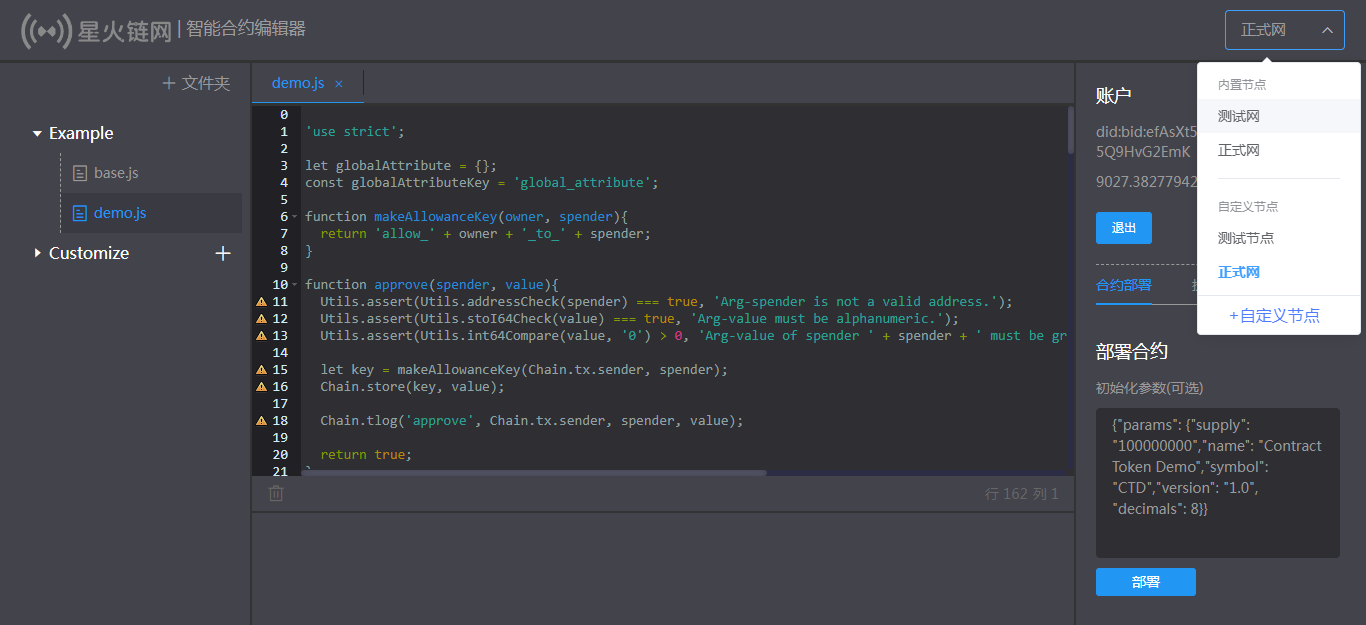 星火链网 | 智能合约编辑器
正式网
+ 文件夹
Example
base.js
demo.js
Customize +
demo.js ×
0
1 'use strict';
2
3 let globalAttribute = {};
4 const globalAttributeKey = 'global_attribute';
5
6 function makeAllowanceKey(owner, spender){
7 return 'allow_' + owner + '_to_' + spender;
8 }
9
10 function approve(spender, value){
11 Utils.assert(Utils.addressCheck(spender) === true, 'Arg-spender is not a valid address.');
12 Utils.assert(Utils.stoI64Check(value) === true, 'Arg-value must be alphanumeric.');
13 Utils.assert(Utils.int64Compare(value, '0') > 0, 'Arg-value of spender ' + spender + ' must be gr
14
15 let key = makeAllowanceKey(Chain.tx.sender, spender);
16 Chain.store(key, value);
17
18 Chain.tlog('approve', Chain.tx.sender, spender, value);
19
20 return true;
21
行 162 列 1
账户
did:bid:efAsXt5
5Q9HvG2EmK
9027.38277942
退出
合约部署
内置节点
测试网
正式网
自定义节点
测试节点
正式网
+自定义节点
部署合约
初始化参数(可选)
{"params": {"supply":
"100000000","name": "Contract
Token Demo","symbol":
"CTD","version": "1.0",
"decimals": 8}}
部署